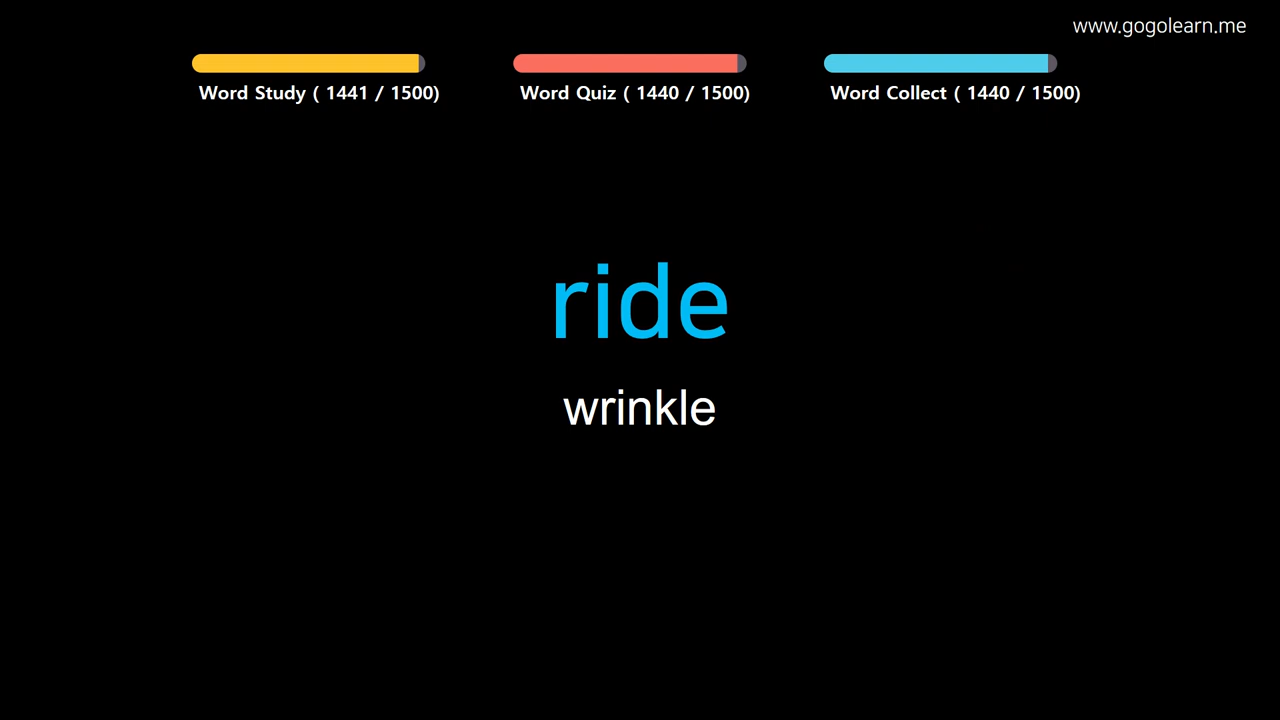 www.gogolearn.me
Word Study ( 1441 / 1500)
Word Quiz ( 1440 / 1500)
Word Collect ( 1440 / 1500)
ride
wrinkle